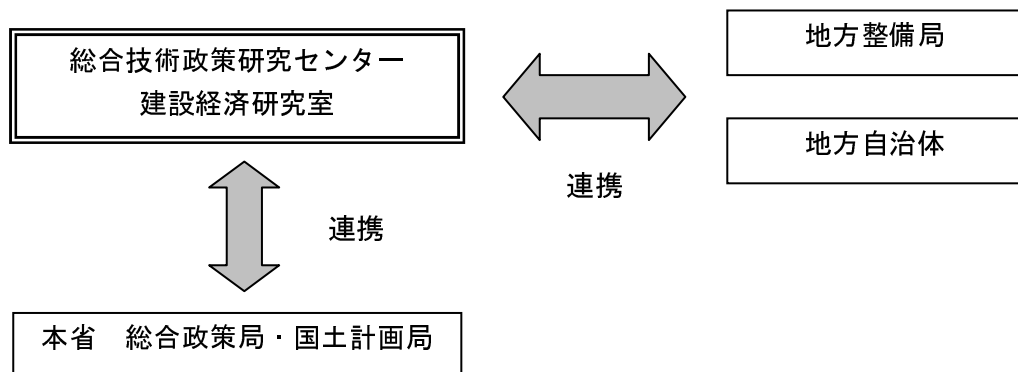 総合技術政策研究センター
建設経済研究室
地方整備局
地方自治体
連携
連携
本省　総合政策局・国土計画局